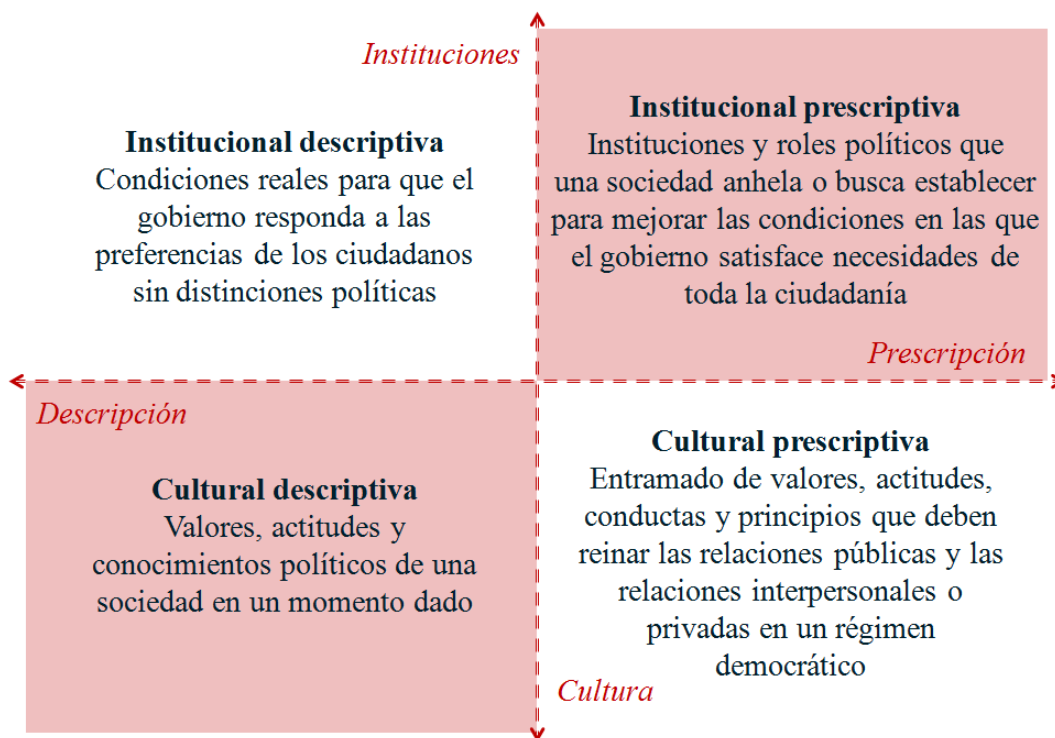 Instituciones
Institucional descriptiva
Condiciones reales para que el
gobierno responda a las
preferencias de los ciudadanos
sin distinciones políticas
Institucional prescriptiva
Instituciones y roles políticos que
una sociedad anhela o busca establecer
para mejorar las condiciones en las que
el gobierno satisface necesidades de
toda la ciudadanía
Prescripción
Descripción
Cultural descriptiva
Valores, actitudes y
conocimientos políticos de una
sociedad en un momento dado
Cultural prescriptiva
Entramado de valores, actitudes,
conductas y principios que deben
reinar las relaciones públicas y las
relaciones interpersonales o
privadas en un régimen
democrático
Cultura